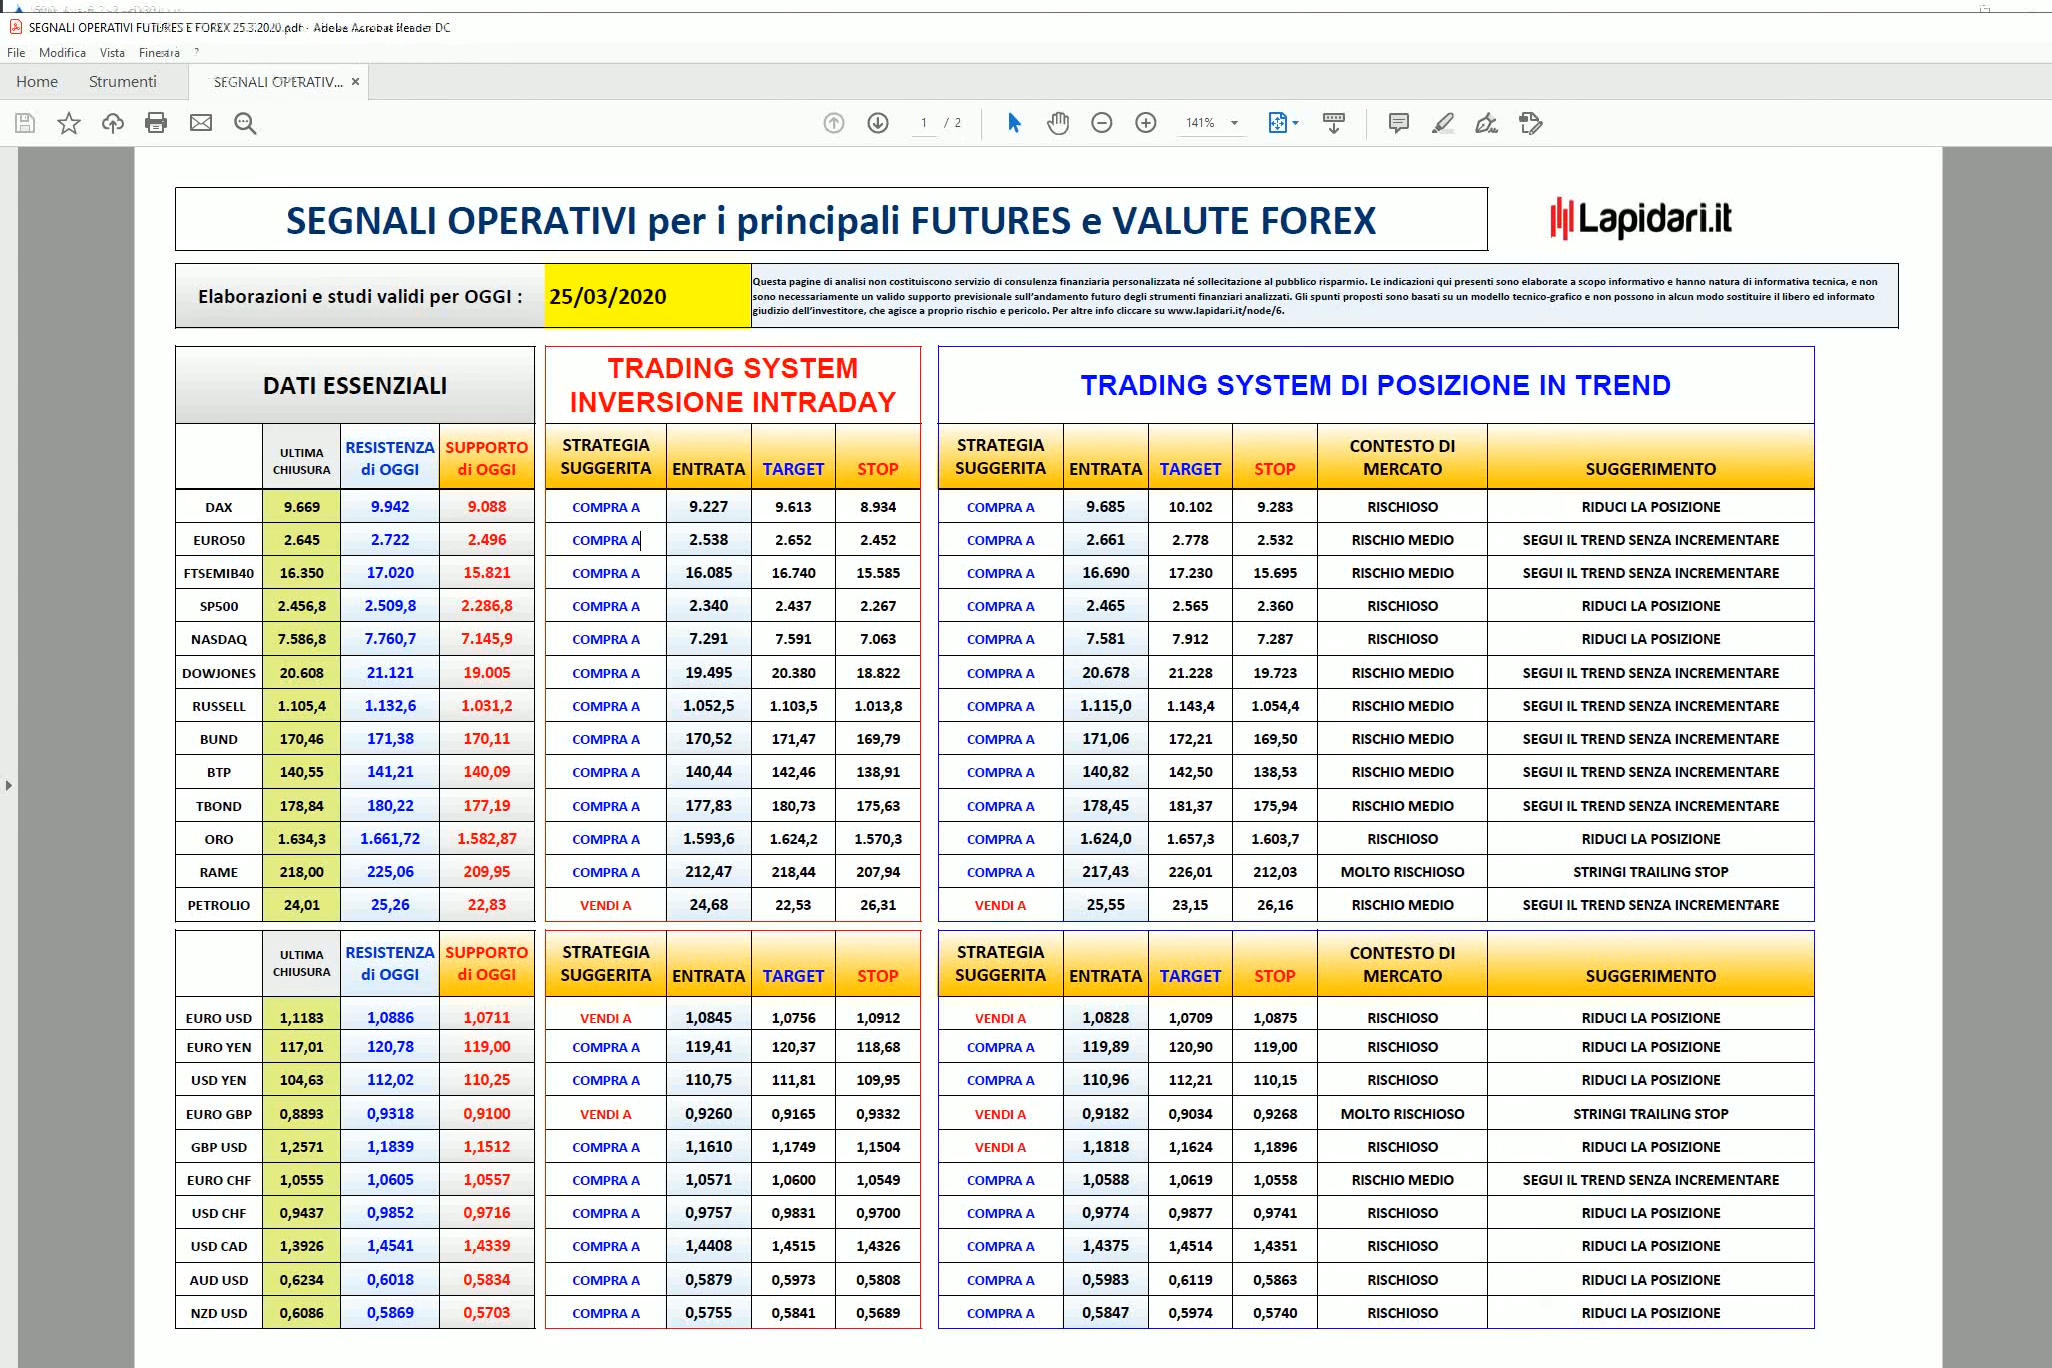 SEGNALI OPERATIVI FUTURES E FOREX 25.3.2020.pdf - Adobe Acrobat Reader DC
File Modifica Vista Finestra ?
Home Strumenti SEGNALI OPERATIV... ×
1 / 2 141%
SEGNALI OPERATIVI per i principali FUTURES e VALUTE FOREX
Lapidari.it
Elaborazioni e studi validi per OGGI : 25/03/2020
Questa pagine di analisi non costituiscono servizio di consulenza finanziaria personalizzata né sollecitazione al pubblico risparmio. Le indicazioni qui presenti sono elaborate a scopo informativo e hanno natura di informativa tecnica, e non
sono necessariamente un valido supporto previsionale sull'andamento futuro degli strumenti finanziari analizzati. Gli spunti proposti sono basati su un modello tecnico-grafico e non possono in alcun modo sostituire il libero ed informato
giudizio dell'investitore, che agisce a proprio rischio e pericolo. Per altre info cliccare su www.lapidari.it/node/6.
DATI ESSENZIALI
TRADING SYSTEM
INVERSIONE INTRADAY
TRADING SYSTEM DI POSIZIONE IN TREND
ULTIMA CHIUSURA RESISTENZA di OGGI SUPPORTO di OGGI STRATEGIA SUGGERITA ENTRATA TARGET STOP STRATEGIA SUGGERITA ENTRATA TARGET STOP CONTESTO DI MERCATO SUGGERIMENTO
DAX 9.669 9.942 9.088 COMPRA A 9.227 9.613 8.934 COMPRA A 9.685 10.102 9.283 RISCHIOSO RIDUCI LA POSIZIONE
EURO50 2.645 2.722 2.496 COMPRA A 2.538 2.652 2.452 COMPRA A 2.661 2.778 2.532 RISCHIO MEDIO SEGUI IL TREND SENZA INCREMENTARE
FTSEMIB40 16.350 17.020 15.821 COMPRA A 16.085 16.740 15.585 COMPRA A 16.690 17.230 15.695 RISCHIO MEDIO SEGUI IL TREND SENZA INCREMENTARE
SP500 2.456,8 2.509,8 2.286,8 COMPRA A 2.340 2.437 2.267 COMPRA A 2.465 2.565 2.360 RISCHIOSO RIDUCI LA POSIZIONE
NASDAQ 7.586,8 7.760,7 7.145,9 COMPRA A 7.291 7.591 7.063 COMPRA A 7.581 7.912 7.287 RISCHIOSO RIDUCI LA POSIZIONE
DOWJONES 20.608 21.121 19.005 COMPRA A 19.495 20.380 18.822 COMPRA A 20.678 21.228 19.723 RISCHIO MEDIO SEGUI IL TREND SENZA INCREMENTARE
RUSSELL 1.105,4 1.132,6 1.031,2 COMPRA A 1.052,5 1.103,5 1.013,8 COMPRA A 1.115,0 1.143,4 1.054,4 RISCHIO MEDIO SEGUI IL TREND SENZA INCREMENTARE
BUND 170,46 171,38 170,11 COMPRA A 170,52 171,47 169,79 COMPRA A 171,06 172,21 169,50 RISCHIO MEDIO SEGUI IL TREND SENZA INCREMENTARE
BTP 140,55 141,21 140,09 COMPRA A 140,44 142,46 138,91 COMPRA A 140,82 142,50 138,53 RISCHIO MEDIO SEGUI IL TREND SENZA INCREMENTARE
TBOND 178,84 180,22 177,19 COMPRA A 177,83 180,73 175,63 COMPRA A 178,45 181,37 175,94 RISCHIO MEDIO SEGUI IL TREND SENZA INCREMENTARE
ORO 1.634,3 1.661,72 1.582,87 COMPRA A 1.593,6 1.624,2 1.570,3 COMPRA A 1.624,0 1.657,3 1.603,7 RISCHIOSO RIDUCI LA POSIZIONE
RAME 218,00 225,06 209,95 COMPRA A 212,47 218,44 207,94 COMPRA A 217,43 226,01 212,03 MOLTO RISCHIOSO STRINGI TRAILING STOP
PETROLIO 24,01 25,26 22,83 VENDI A 24,68 22,53 26,31 VENDI A 25,55 23,15 26,16 RISCHIO MEDIO SEGUI IL TREND SENZA INCREMENTARE
ULTIMA CHIUSURA RESISTENZA di OGGI SUPPORTO di OGGI STRATEGIA SUGGERITA ENTRATA TARGET STOP STRATEGIA SUGGERITA ENTRATA TARGET STOP CONTESTO DI MERCATO SUGGERIMENTO
EURO USD 1,1183 1,0886 1,0711 VENDI A 1,0845 1,0756 1,0912 VENDI A 1,0828 1,0709 1,0875 RISCHIOSO RIDUCI LA POSIZIONE
EURO YEN 117,01 120,78 119,00 COMPRA A 119,41 120,37 118,68 COMPRA A 119,89 120,90 119,00 RISCHIOSO RIDUCI LA POSIZIONE
USD YEN 104,63 112,02 110,25 COMPRA A 110,75 111,81 109,95 COMPRA A 110,96 112,21 110,15 RISCHIOSO RIDUCI LA POSIZIONE
EURO GBP 0,8893 0,9318 0,9100 VENDI A 0,9260 0,9165 0,9332 VENDI A 0,9182 0,9034 0,9268 MOLTO RISCHIOSO STRINGI TRAILING STOP
GBP USD 1,2571 1,1839 1,1512 COMPRA A 1,1610 1,1749 1,1504 VENDI A 1,1818 1,1624 1,1896 RISCHIOSO RIDUCI LA POSIZIONE
EURO CHF 1,0555 1,0605 1,0557 COMPRA A 1,0571 1,0600 1,0549 COMPRA A 1,0588 1,0619 1,0558 RISCHIO MEDIO SEGUI IL TREND SENZA INCREMENTARE
USD CHF 0,9437 0,9852 0,9716 COMPRA A 0,9757 0,9831 0,9700 COMPRA A 0,9774 0,9877 0,9741 RISCHIOSO RIDUCI LA POSIZIONE
USD CAD 1,3926 1,4541 1,4339 COMPRA A 1,4408 1,4515 1,4326 COMPRA A 1,4375 1,4514 1,4351 RISCHIOSO RIDUCI LA POSIZIONE
AUD USD 0,6234 0,6018 0,5834 COMPRA A 0,5879 0,5973 0,5808 COMPRA A 0,5983 0,6119 0,5863 RISCHIOSO RIDUCI LA POSIZIONE
NZD USD 0,6086 0,5869 0,5703 COMPRA A 0,5755 0,5841 0,5689 COMPRA A 0,5847 0,5974 0,5740 RISCHIOSO RIDUCI LA POSIZIONE